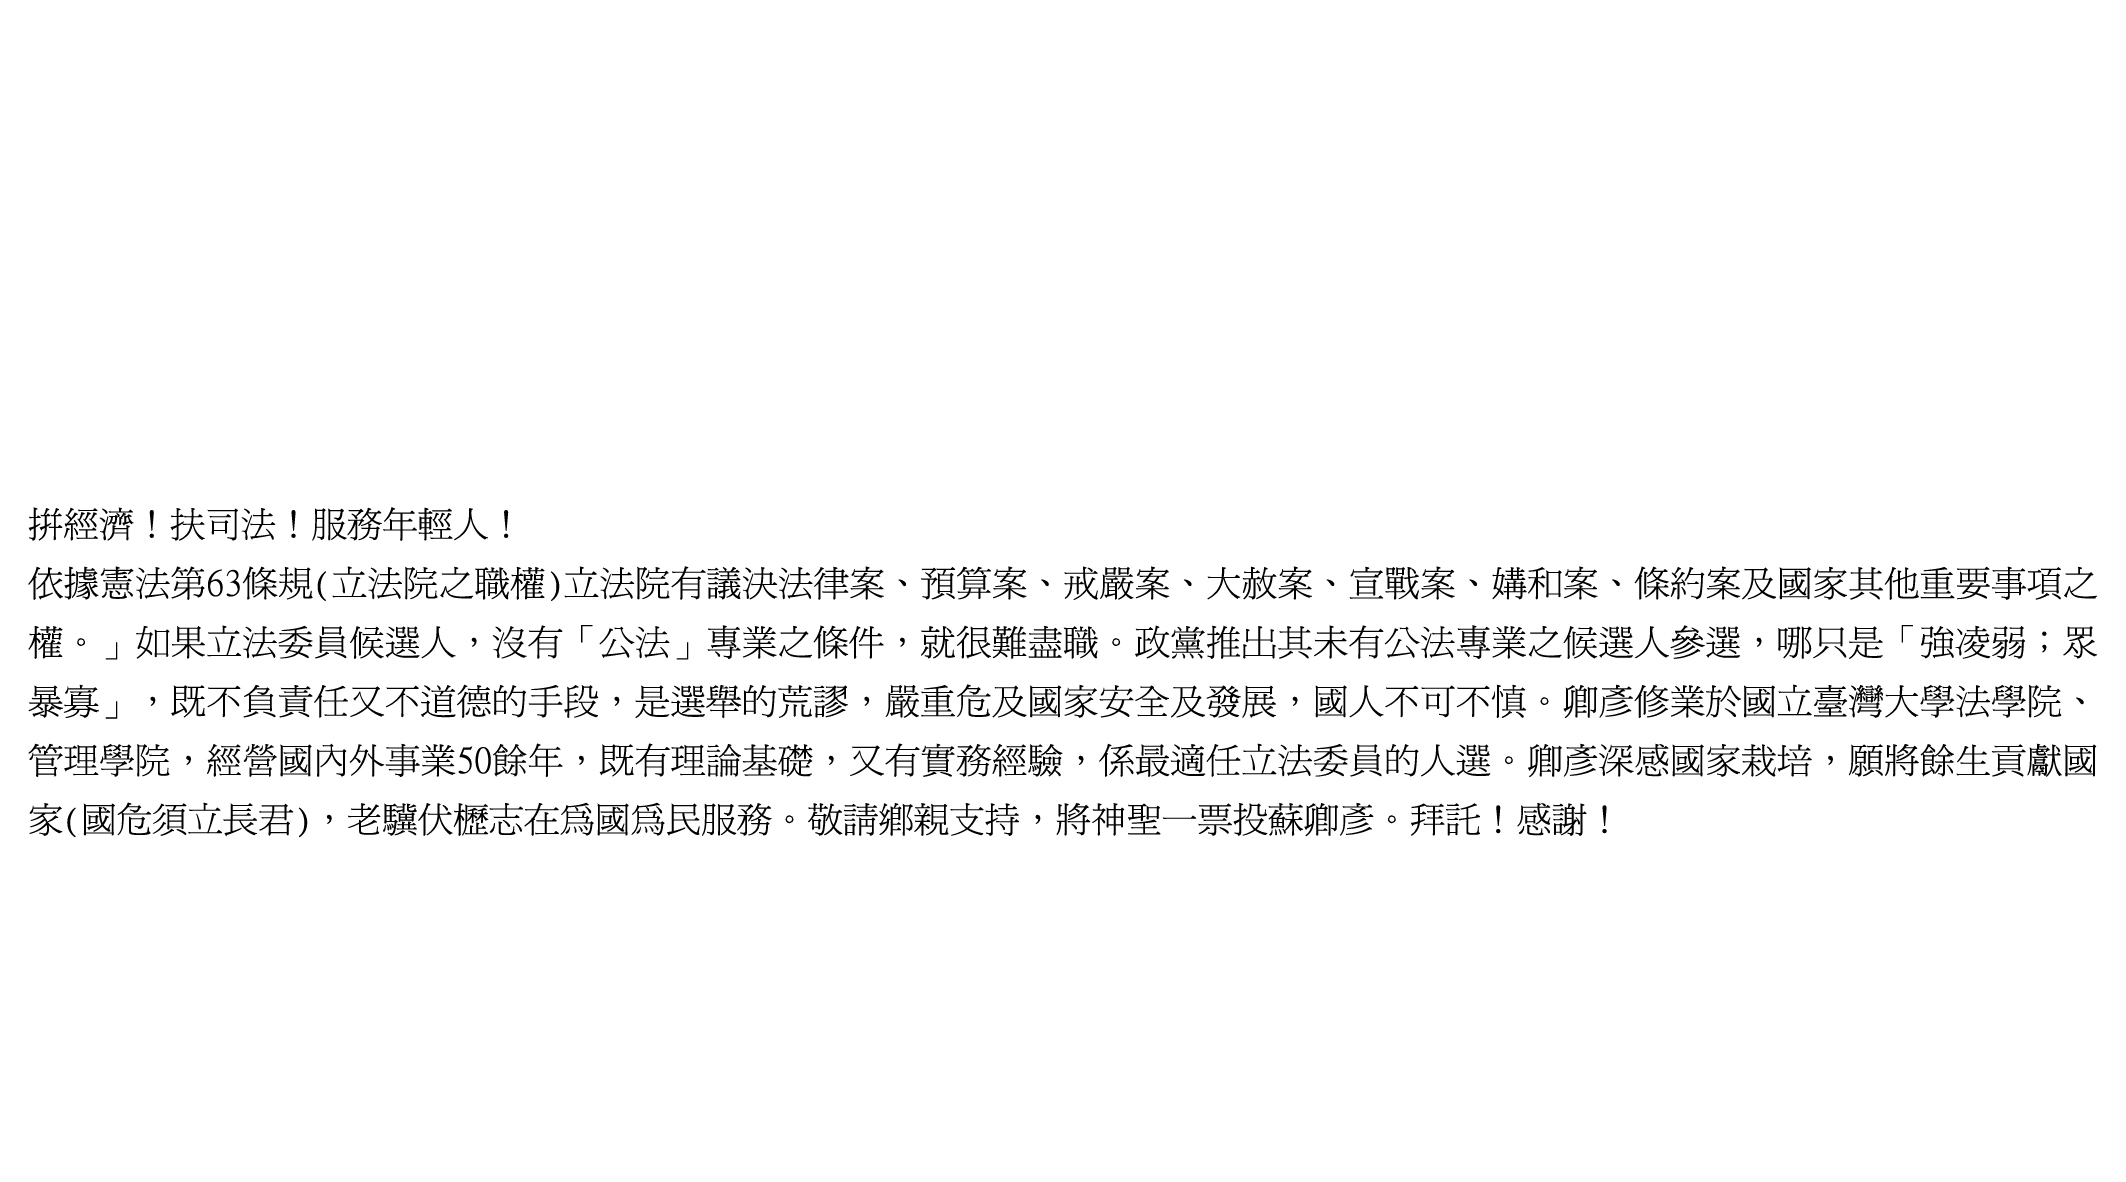 拚經濟！扶司法！服務年輕人！
依據憲法第63條規(立法院之職權)立法院有議決法律案、預算案、戒嚴案、大赦案、宣戰案、媾和案、條約案及國家其他重要事項之
權。」如果立法委員候選人，沒有「公法」專業之條件，就很難盡職。政黨推出其未有公法專業之候選人參選，哪只是「強凌弱；眾
暴寡」，既不負責任又不道德的手段，是選舉的荒謬，嚴重危及國家安全及發展，國人不可不慎。卿彥修業於國立臺灣大學法學院、
管理學院，經營國內外事業50餘年，既有理論基礎，又有實務經驗，係最適任立法委員的人選。卿彥深感國家栽培，願將餘生貢獻國
家(國危須立長君)，老驥伏櫪志在為國為民服務。敬請鄉親支持，將神聖一票投蘇卿彥。拜託！感謝！